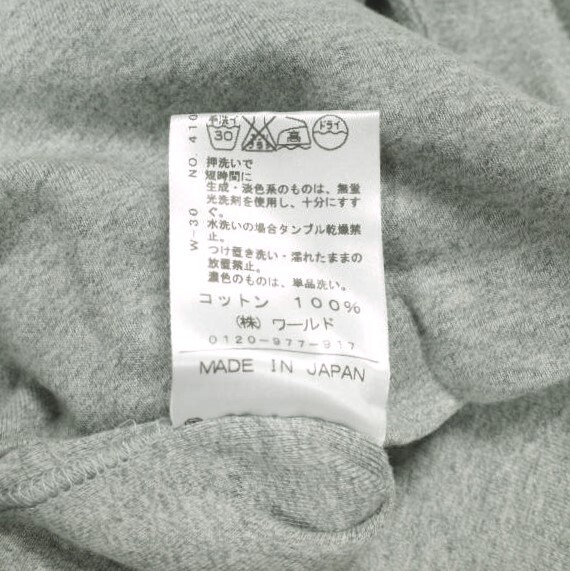 手洗イ
30
高
ドライ
押洗いで
短時間に
生成・淡色系のものは、無蛍
光洗剤を使用し、十分にすす
ぐ。
水洗いの場合タンブル乾燥禁
止。
つけ置き洗い・濡れたままの
放置禁止。
濃色のものは、単品洗い。
コットン 100%
(株) ワールド
0120-977-917
MADE IN JAPAN
W-30 NO. 410